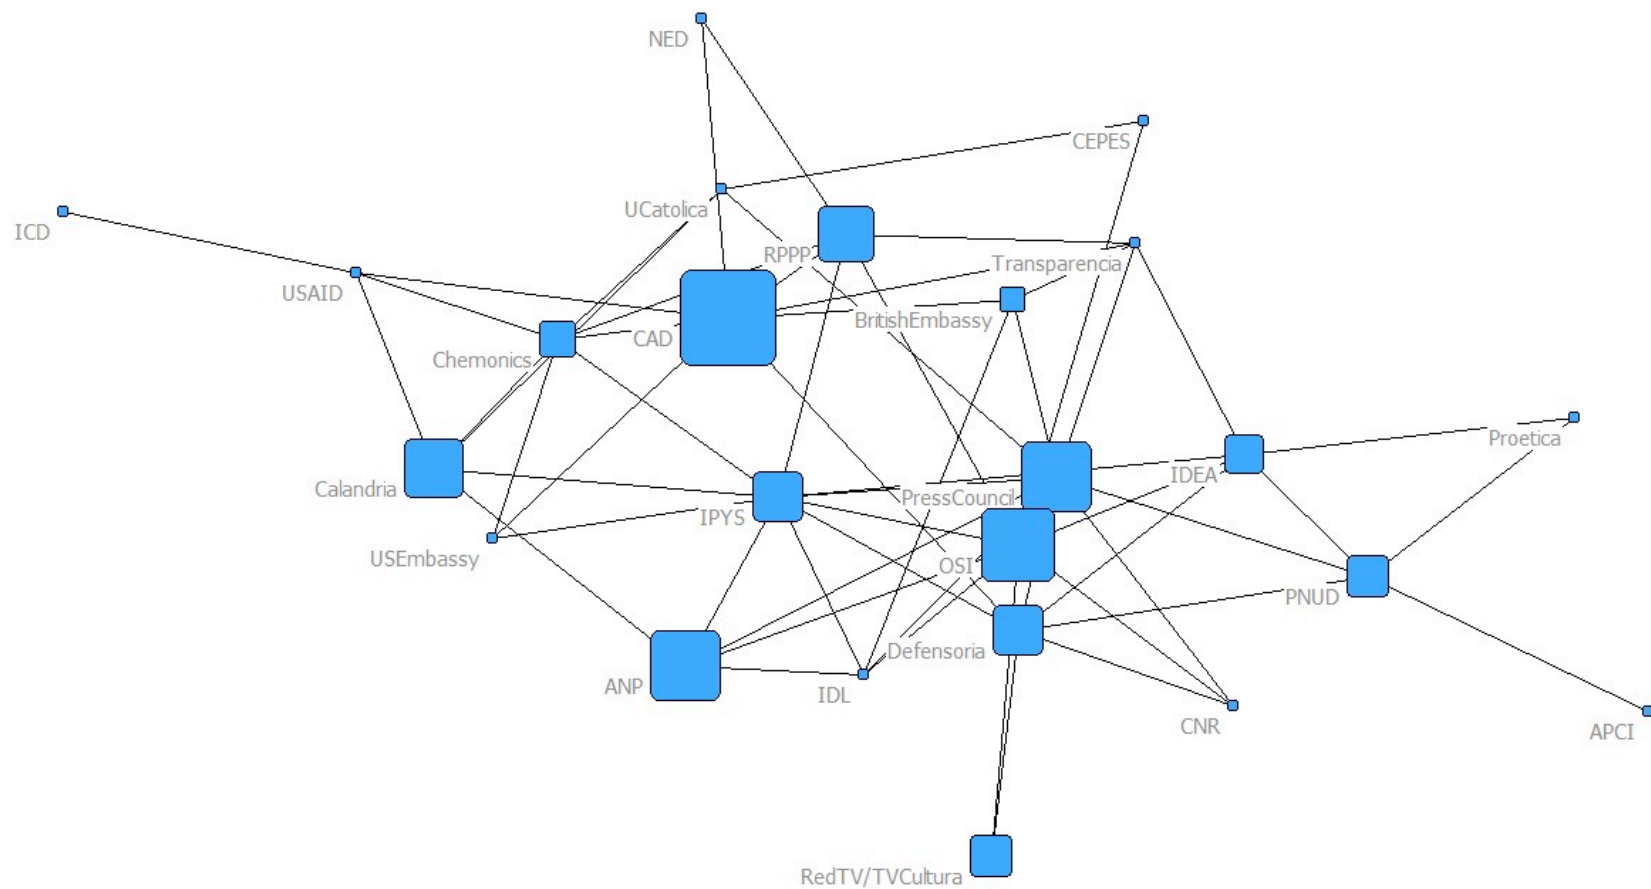 NED
CEPES
UCatolica
ICD
RPPP
Transparencia
USAID
BritishEmbassy
CAD
Chemonics
Proetica
IDEA
Calandria
PressCouncil
IPYS
USEmbassy
OSI
PNUD
Defensoria
ANP
IDL
CNR
APCI
RedTV/TVCultura